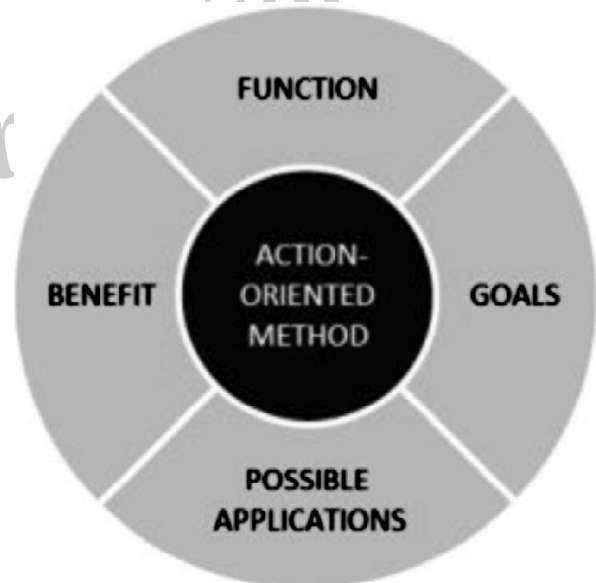 FUNCTION
BENEFIT
ACTION-
ORIENTED
METHOD
GOALS
POSSIBLE
APPLICATIONS